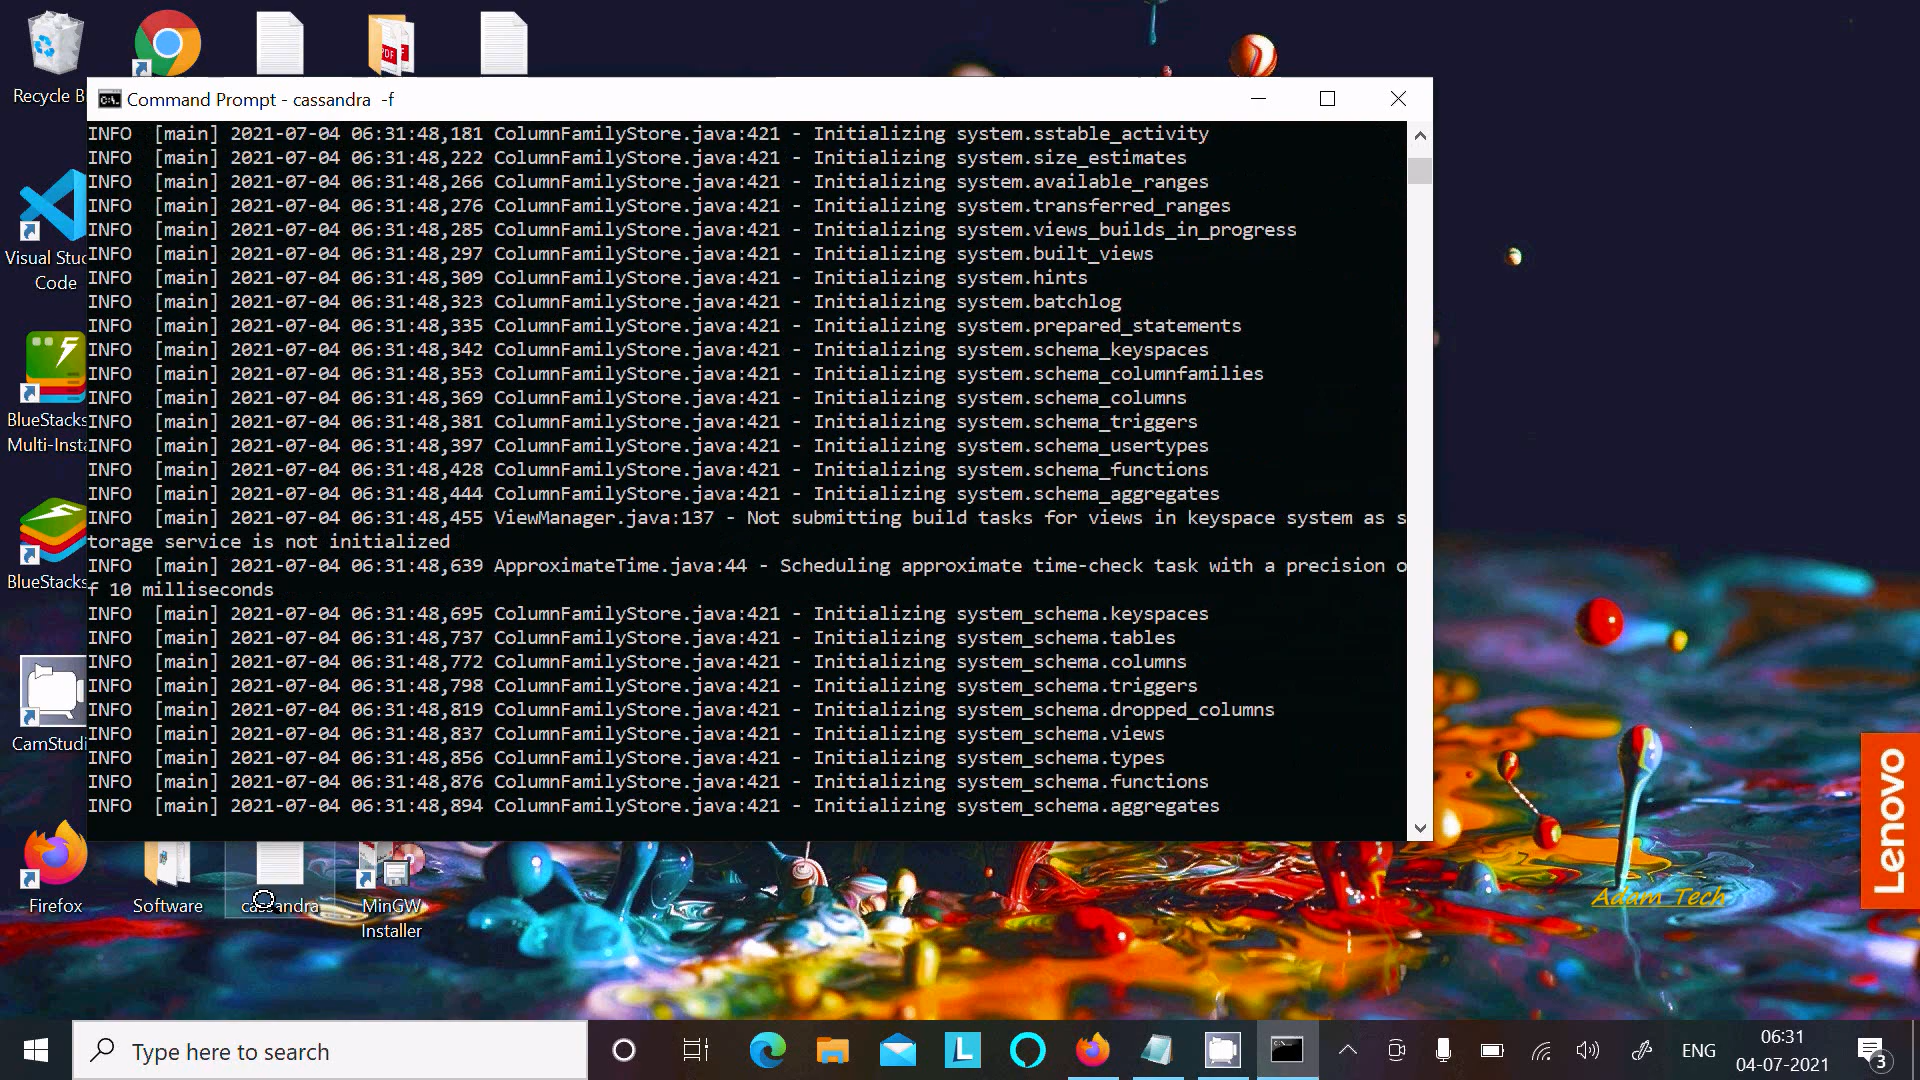 Recycle B
Command Prompt - cassandra  -f
INFO  [main] 2021-07-04 06:31:48,181 ColumnFamilyStore.java:421 - Initializing system.sstable_activity
INFO  [main] 2021-07-04 06:31:48,222 ColumnFamilyStore.java:421 - Initializing system.size_estimates
INFO  [main] 2021-07-04 06:31:48,266 ColumnFamilyStore.java:421 - Initializing system.available_ranges
INFO  [main] 2021-07-04 06:31:48,276 ColumnFamilyStore.java:421 - Initializing system.transferred_ranges
INFO  [main] 2021-07-04 06:31:48,285 ColumnFamilyStore.java:421 - Initializing system.views_builds_in_progress
INFO  [main] 2021-07-04 06:31:48,297 ColumnFamilyStore.java:421 - Initializing system.built_views
INFO  [main] 2021-07-04 06:31:48,309 ColumnFamilyStore.java:421 - Initializing system.hints
INFO  [main] 2021-07-04 06:31:48,323 ColumnFamilyStore.java:421 - Initializing system.batchlog
INFO  [main] 2021-07-04 06:31:48,335 ColumnFamilyStore.java:421 - Initializing system.prepared_statements
INFO  [main] 2021-07-04 06:31:48,342 ColumnFamilyStore.java:421 - Initializing system.schema_keyspaces
INFO  [main] 2021-07-04 06:31:48,353 ColumnFamilyStore.java:421 - Initializing system.schema_columnfamilies
INFO  [main] 2021-07-04 06:31:48,369 ColumnFamilyStore.java:421 - Initializing system.schema_columns
INFO  [main] 2021-07-04 06:31:48,381 ColumnFamilyStore.java:421 - Initializing system.schema_triggers
INFO  [main] 2021-07-04 06:31:48,397 ColumnFamilyStore.java:421 - Initializing system.schema_usertypes
INFO  [main] 2021-07-04 06:31:48,428 ColumnFamilyStore.java:421 - Initializing system.schema_functions
INFO  [main] 2021-07-04 06:31:48,444 ColumnFamilyStore.java:421 - Initializing system.schema_aggregates
INFO  [main] 2021-07-04 06:31:48,455 ViewManager.java:137 - Not submitting build tasks for views in keyspace system as s
torage service is not initialized
INFO  [main] 2021-07-04 06:31:48,639 ApproximateTime.java:44 - Scheduling approximate time-check task with a precision o
f 10 milliseconds
INFO  [main] 2021-07-04 06:31:48,695 ColumnFamilyStore.java:421 - Initializing system_schema.keyspaces
INFO  [main] 2021-07-04 06:31:48,737 ColumnFamilyStore.java:421 - Initializing system_schema.tables
INFO  [main] 2021-07-04 06:31:48,772 ColumnFamilyStore.java:421 - Initializing system_schema.columns
INFO  [main] 2021-07-04 06:31:48,798 ColumnFamilyStore.java:421 - Initializing system_schema.triggers
INFO  [main] 2021-07-04 06:31:48,819 ColumnFamilyStore.java:421 - Initializing system_schema.dropped_columns
INFO  [main] 2021-07-04 06:31:48,837 ColumnFamilyStore.java:421 - Initializing system_schema.views
INFO  [main] 2021-07-04 06:31:48,856 ColumnFamilyStore.java:421 - Initializing system_schema.types
INFO  [main] 2021-07-04 06:31:48,876 ColumnFamilyStore.java:421 - Initializing system_schema.functions
INFO  [main] 2021-07-04 06:31:48,894 ColumnFamilyStore.java:421 - Initializing system_schema.aggregates
Visual Stu
Code
BlueStacks
Multi-Inst
BlueStacks
CamStudi
Firefox
Software
cassandra
MinGW
Installer
PDF
Lenovo
Adam Tech
Type here to search
L
ENG
06:31
04-07-2021
3